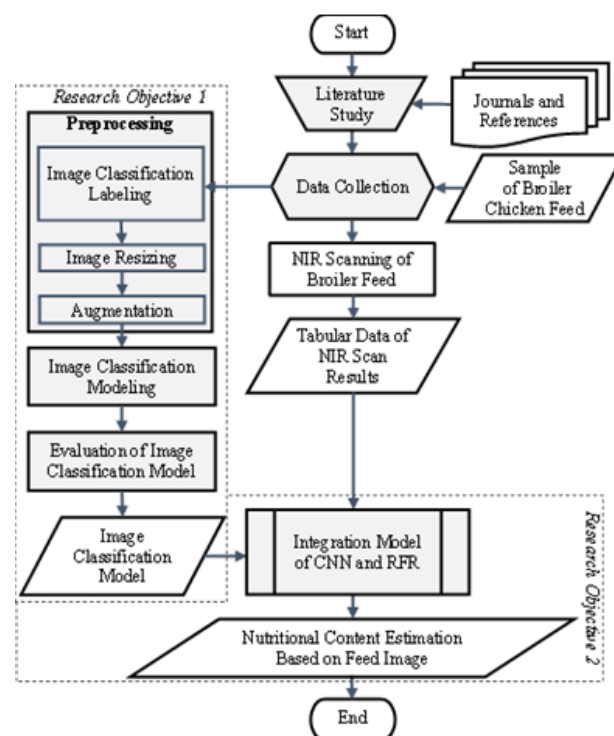 Start
Literature
Study
Journals and
References
Research Objective 1
Preprocessing
Image Classification
Labeling
Data Collection
Sample
of Broiler
Chicken Feed
Image Resizing
NIR Scanning of
Broiler Feed
Augmentation
Tabular Data of
NIR Scan
Results
Image Classification
Modeling
Evaluation of Image
Classification Model
Image
Classification
Model
Integration Model
of CNN and RFR
Research Objective 2
Nutritional Content Estimation
Based on Feed Image
End